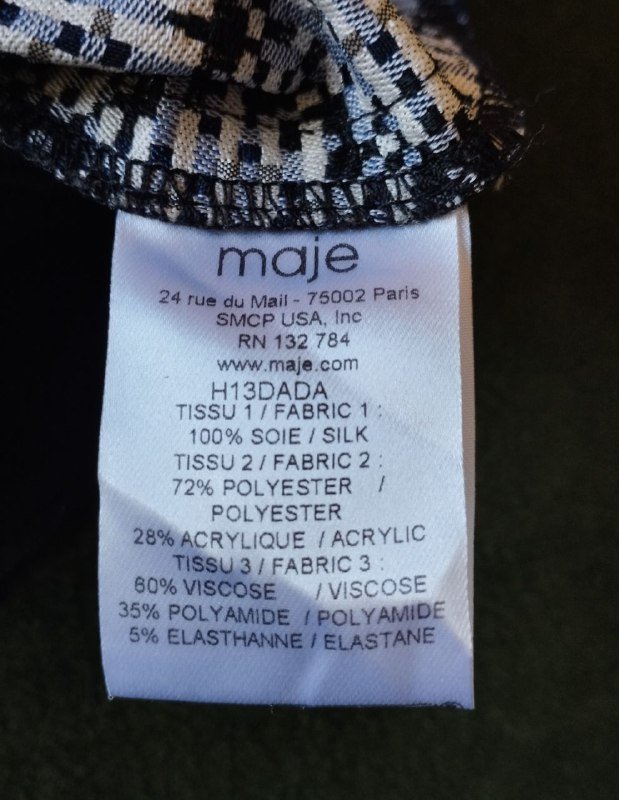 maje
24 rue du Mail - 75002 Paris
SMCP USA, Inc
RN 132 784
www.maje.com
H13DADA
TISSU 1 / FABRIC 1 :
100% SOIE / SILK
TISSU 2 / FABRIC 2 :
72% POLYESTER /
POLYESTER
28% ACRYLIQUE / ACRYLIC
TISSU 3 / FABRIC 3 :
60% VISCOSE / VISCOSE
35% POLYAMIDE / POLYAMIDE
5% ELASTHANNE / ELASTANE